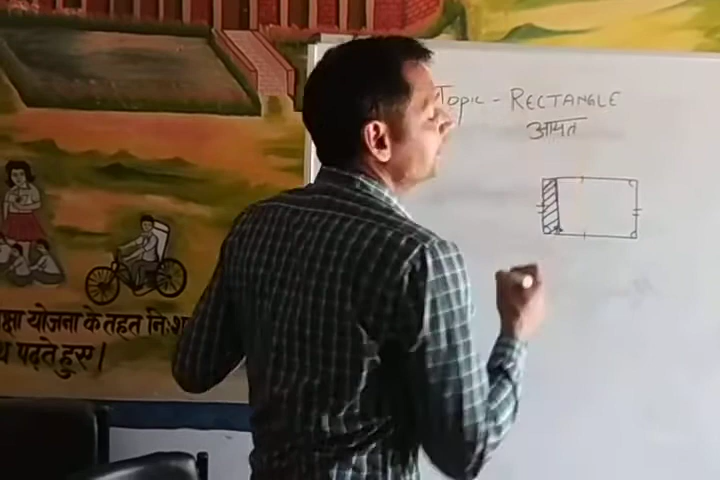 Topic - RECTANGLE
आयत
योजना के तहत
पढ़ते हुए।